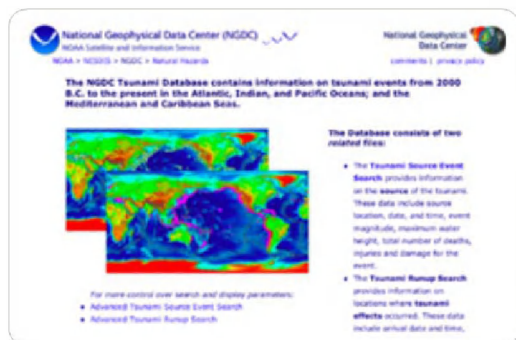 National Geophysical Data Center (NGDC)
NOAA Satellite and Information Service
NOAA > NESDIS > NGDC > Natural Hazards
National Geophysical
Data Center
comments | privacy policy
The NGDC Tsunami Database contains information on tsunami events from 2000
B.C. to the present in the Atlantic, Indian, and Pacific Oceans; and the
Mediterranean and Caribbean Seas.
The Database consists of two
related files:
The Tsunami Source Event
Search provides information
on the source of the tsunami.
These data include source
location, date, and time, event
magnitude, maximum water
height, total number of deaths,
injuries and damage for the
event.
The Tsunami Runup Search
provides information on
locations where tsunami
effects occurred. These data
include arrival date and time,
For more control over search and display parameters:
Advanced Tsunami Source Event Search
Advanced Tsunami Runup Search